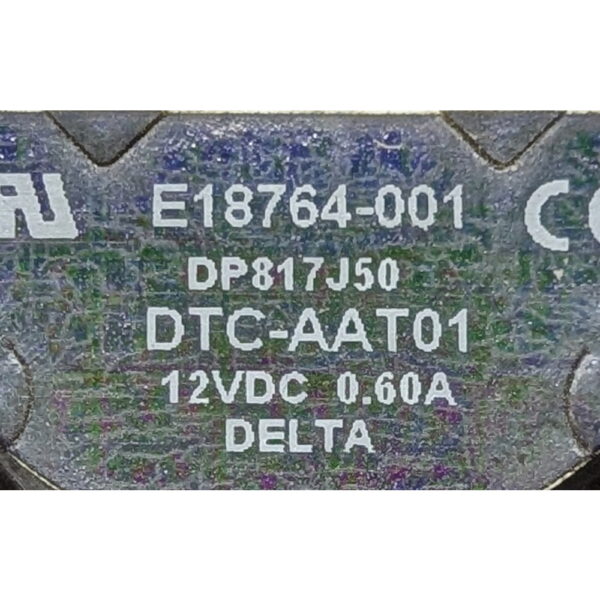 E18764-001
DP817J50
DTC-AAT01
12VDC 0.60A
DELTA